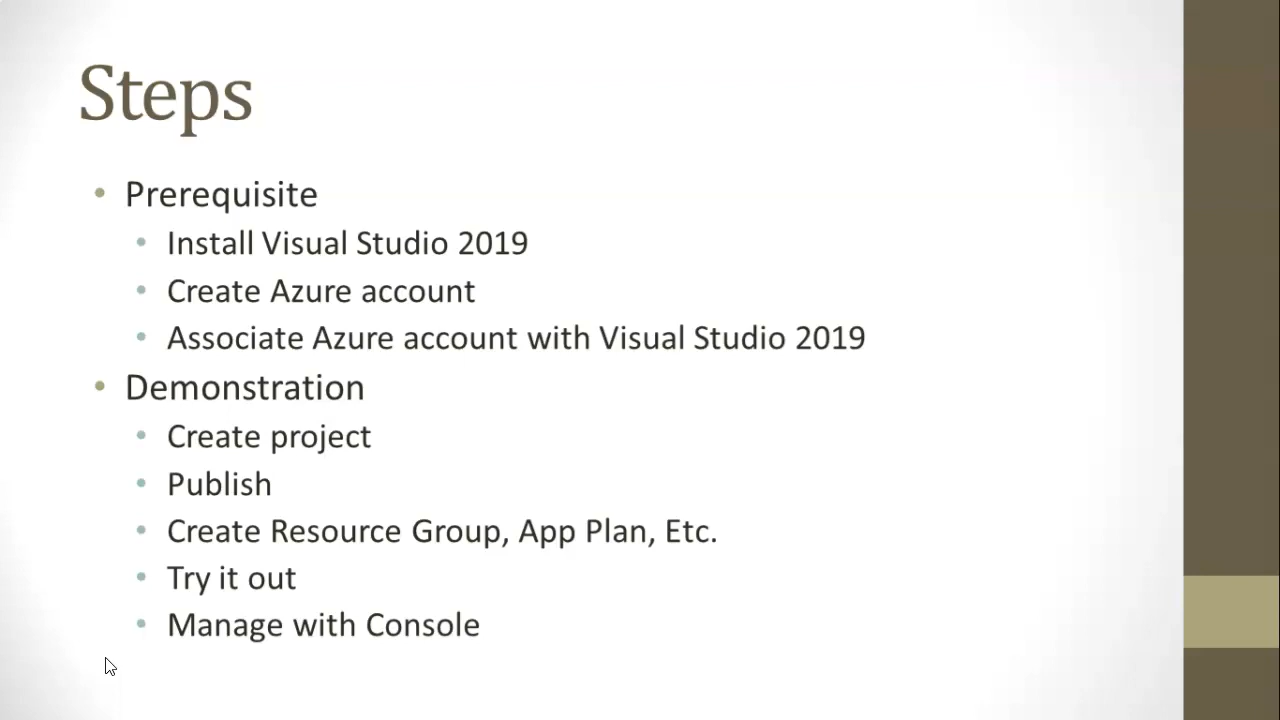 Steps
• Prerequisite
• Install Visual Studio 2019
• Create Azure account
• Associate Azure account with Visual Studio 2019
• Demonstration
• Create project
• Publish
• Create Resource Group, App Plan, Etc.
• Try it out
• Manage with Console